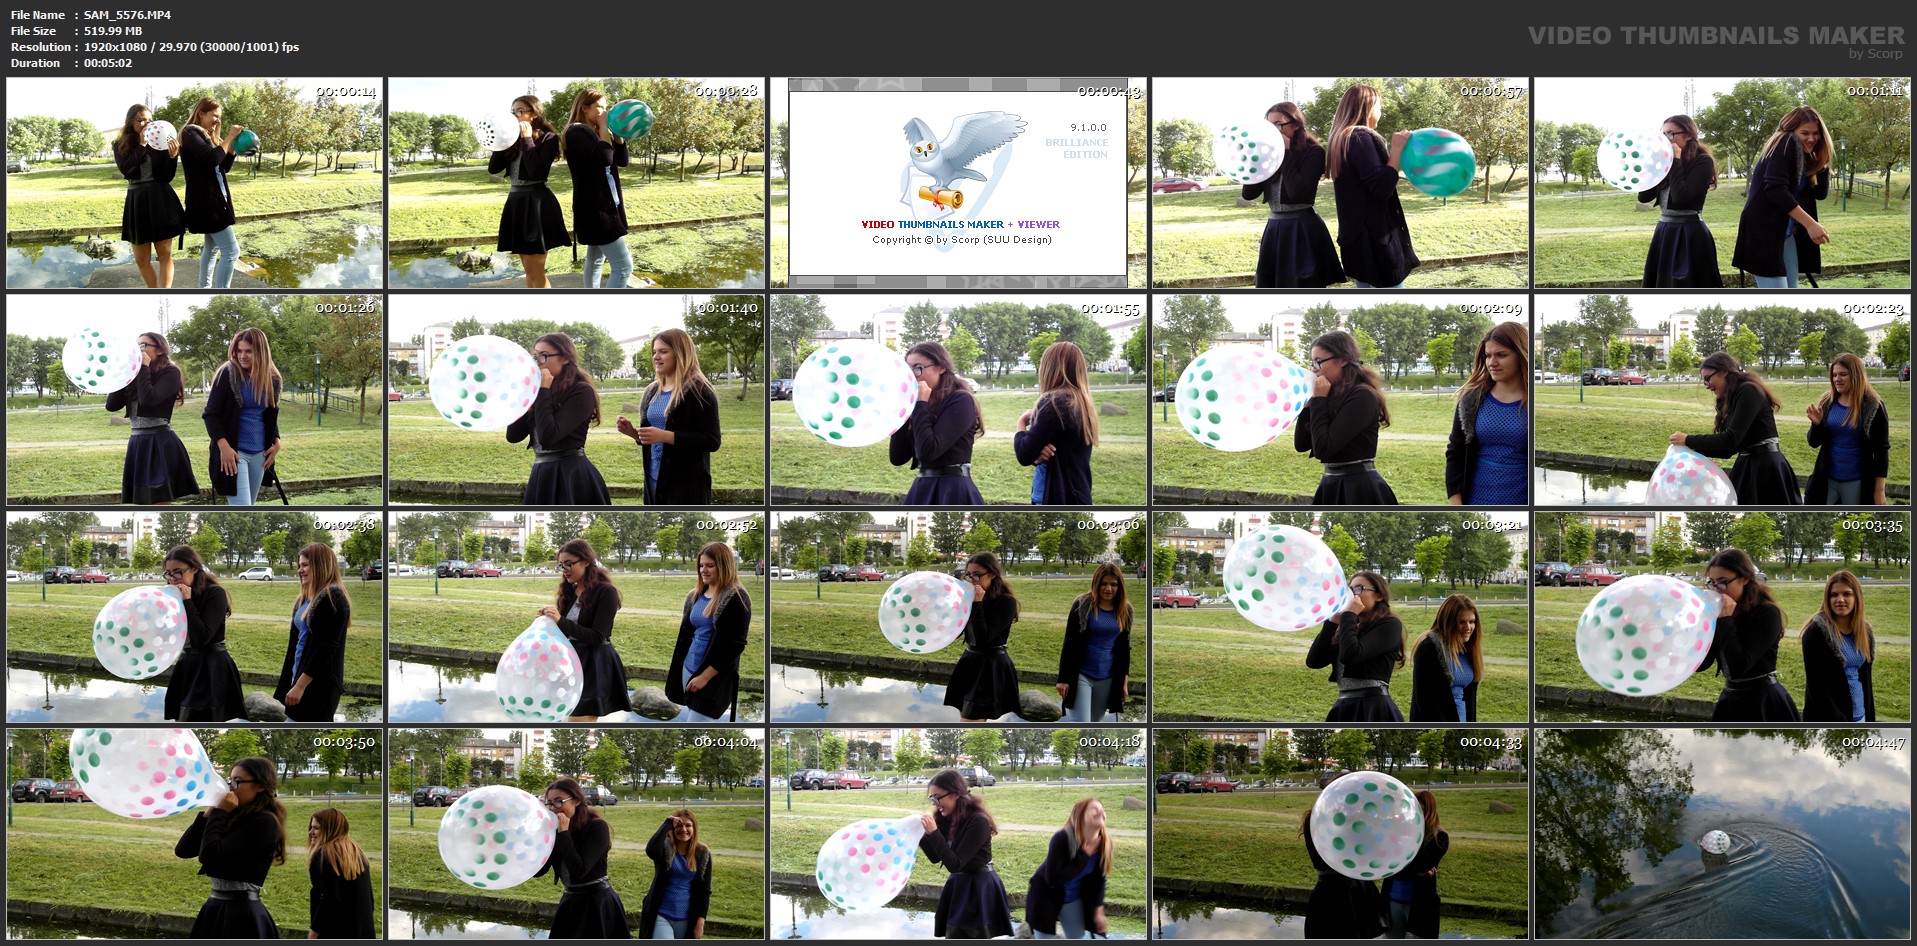 File Name : SAM_5576.MP4
File Size : 519.99 MB
Resolution : 1920x1080 / 29.970 (30000/1001) fps
Duration : 00:05:02
VIDEO THUMBNAILS MAKER
by Scorp
00:00:14
00:00:28
00:00:43
9.1.0.0
BRILLIANCE
EDITION
VIDEO THUMBNAILS MAKER + VIEWER
Copyright © by Scorp (SUU Design)
00:00:57
00:01:11
00:01:26
00:01:40
00:01:55
00:02:09
00:02:23
00:02:38
00:02:52
00:03:06
00:03:21
00:03:35
00:03:50
00:04:04
00:04:18
00:04:33
00:04:47